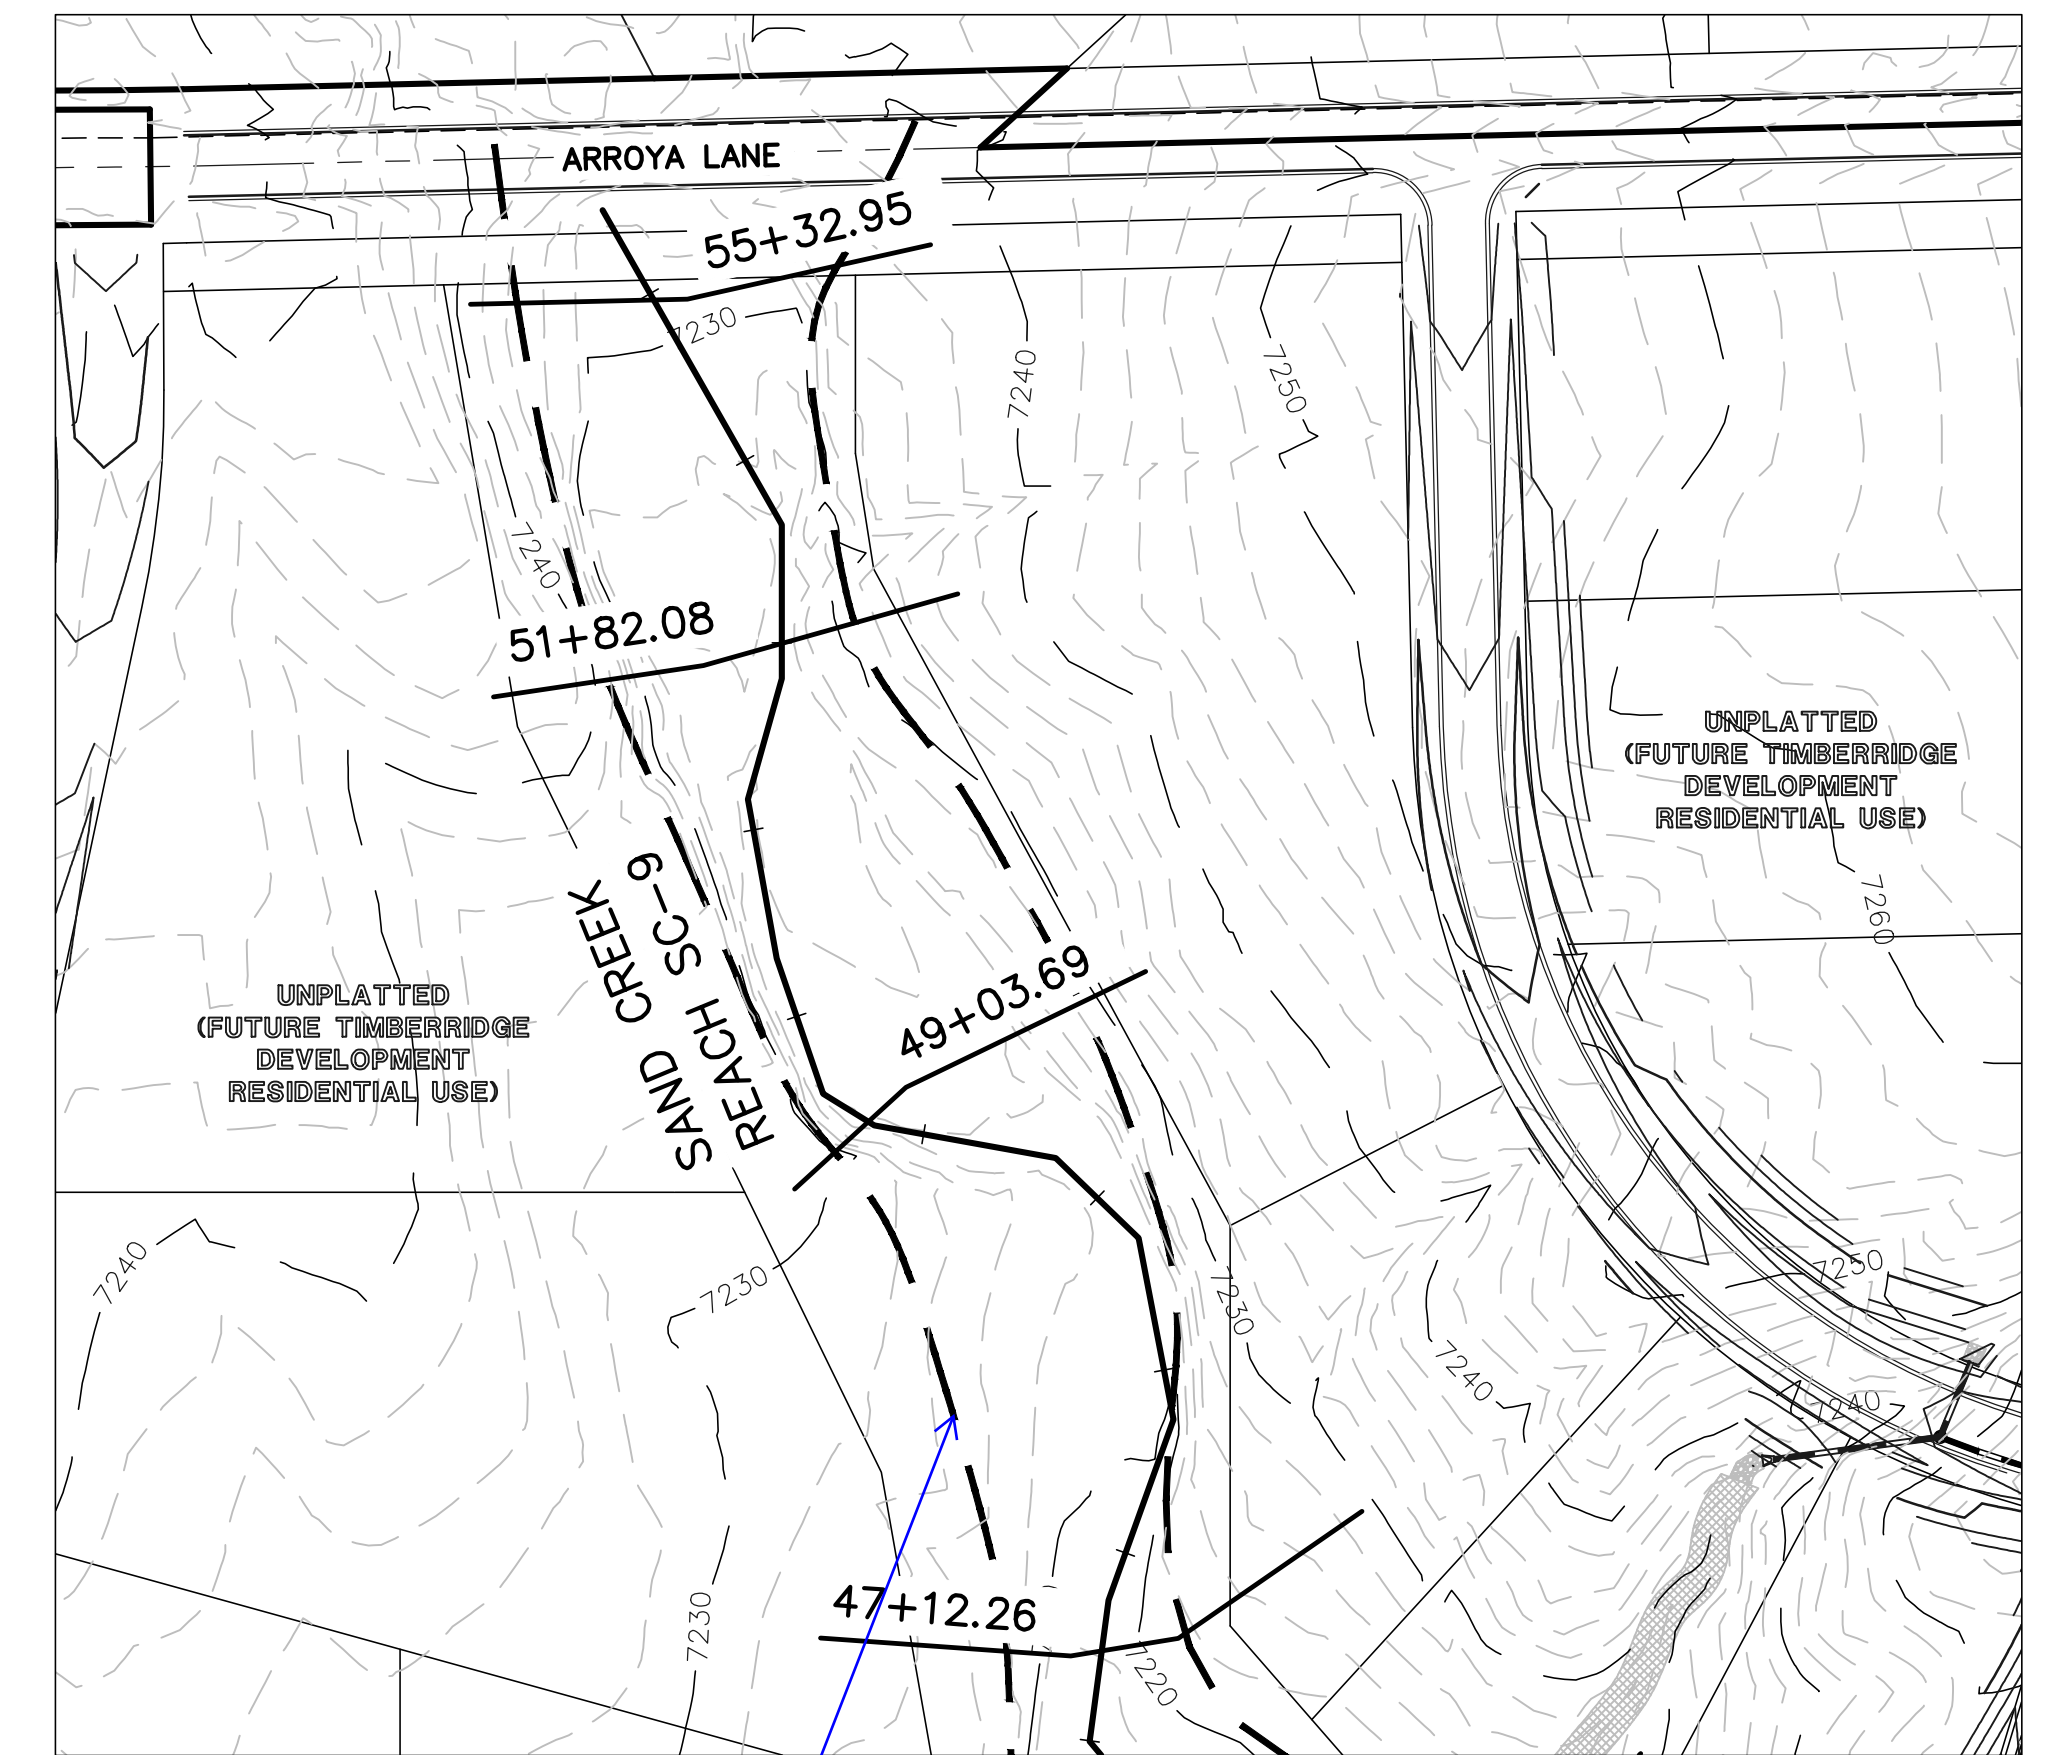 ARROYA LANE
55+32.95
7230
7240
7250
7240
51+82.08
UNPLATTED
(FUTURE TIMBERRIDGE
DEVELOPMENT
RESIDENTIAL USE)
SAND CREEK
REACH SC-9
7260
49+03.69
UNPLATTED
(FUTURE TIMBERRIDGE
DEVELOPMENT
RESIDENTIAL USE)
7240
7230
7230
7250
7240
7240
47+12.26
7230
7220